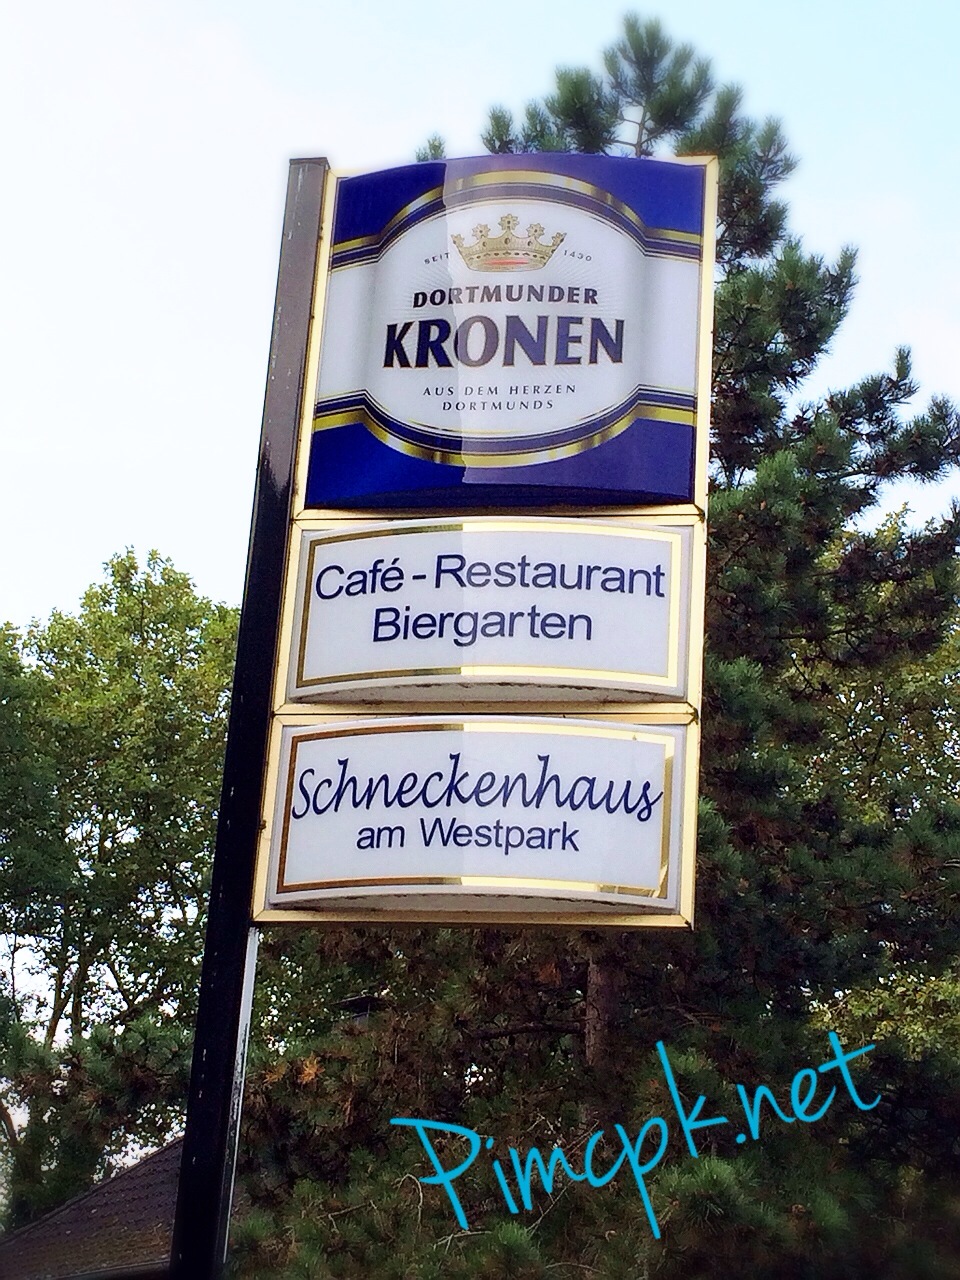 SEIT 1430
DORTMUNDER
KRONEN
AUS DEM HERZEN
DORTMUNDS
Café-Restaurant
Biergarten
Schneckenhaus
am Westpark
Pimcpk.net